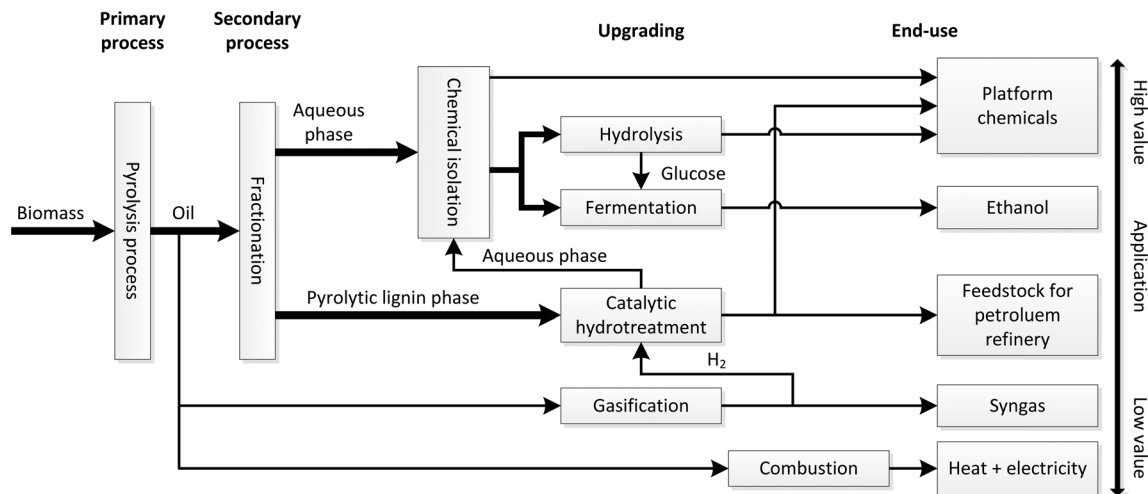 Primary
process
Secondary
process
Upgrading
End-use
Biomass
Pyrolysis process
Oil
Fractionation
Aqueous
phase
Chemical isolation
Hydrolysis
Glucose
Fermentation
Aqueous phase
Pyrolytic lignin phase
Catalytic
hydrotreatment
H₂
Gasification
Combustion
Platform
chemicals
Ethanol
Feedstock for
petroluem
refinery
Syngas
Heat + electricity
High value
Application
Low value